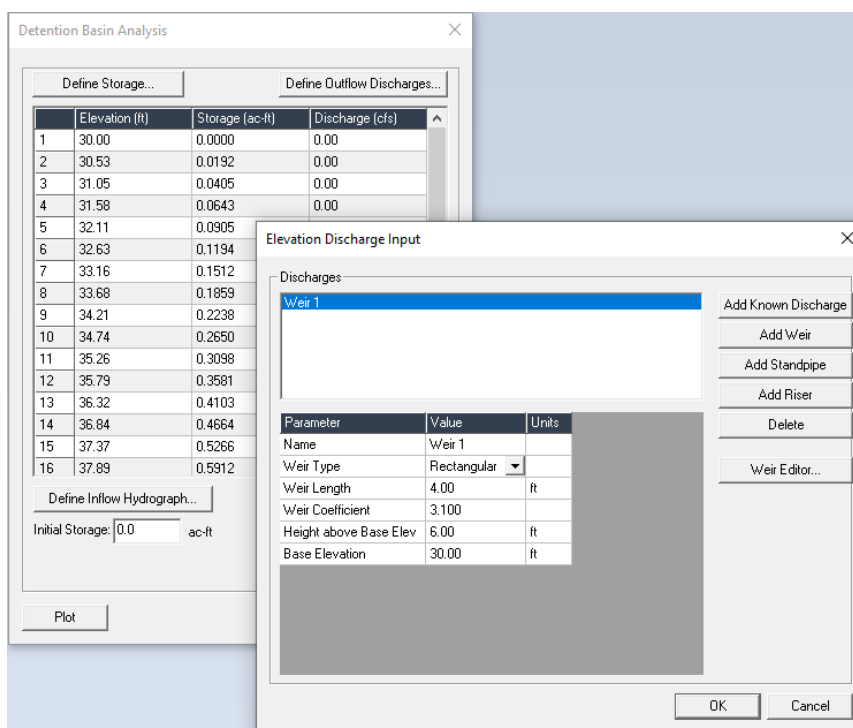 Detention Basin Analysis
Define Storage... Define Outflow Discharges...
Elevation (ft) Storage (ac-ft) Discharge (cfs)
1 30.00 0.0000 0.00
2 30.53 0.0192 0.00
3 31.05 0.0405 0.00
4 31.58 0.0643 0.00
5 32.11 0.0905
6 32.63 0.1194
7 33.16 0.1512
8 33.68 0.1859
9 34.21 0.2238
10 34.74 0.2650
11 35.26 0.3098
12 35.79 0.3581
13 36.32 0.4103
14 36.84 0.4664
15 37.37 0.5266
16 37.89 0.5912
Define Inflow Hydrograph...
Initial Storage: 0.0 ac-ft
Plot
Elevation Discharge Input
Discharges
Weir 1
Add Known Discharge
Add Weir
Add Standpipe
Add Riser
Delete
Weir Editor...
Parameter Value Units
Name Weir 1
Weir Type Rectangular
Weir Length 4.00 ft
Weir Coefficient 3.100
Height above Base Elev 6.00 ft
Base Elevation 30.00 ft
OK Cancel